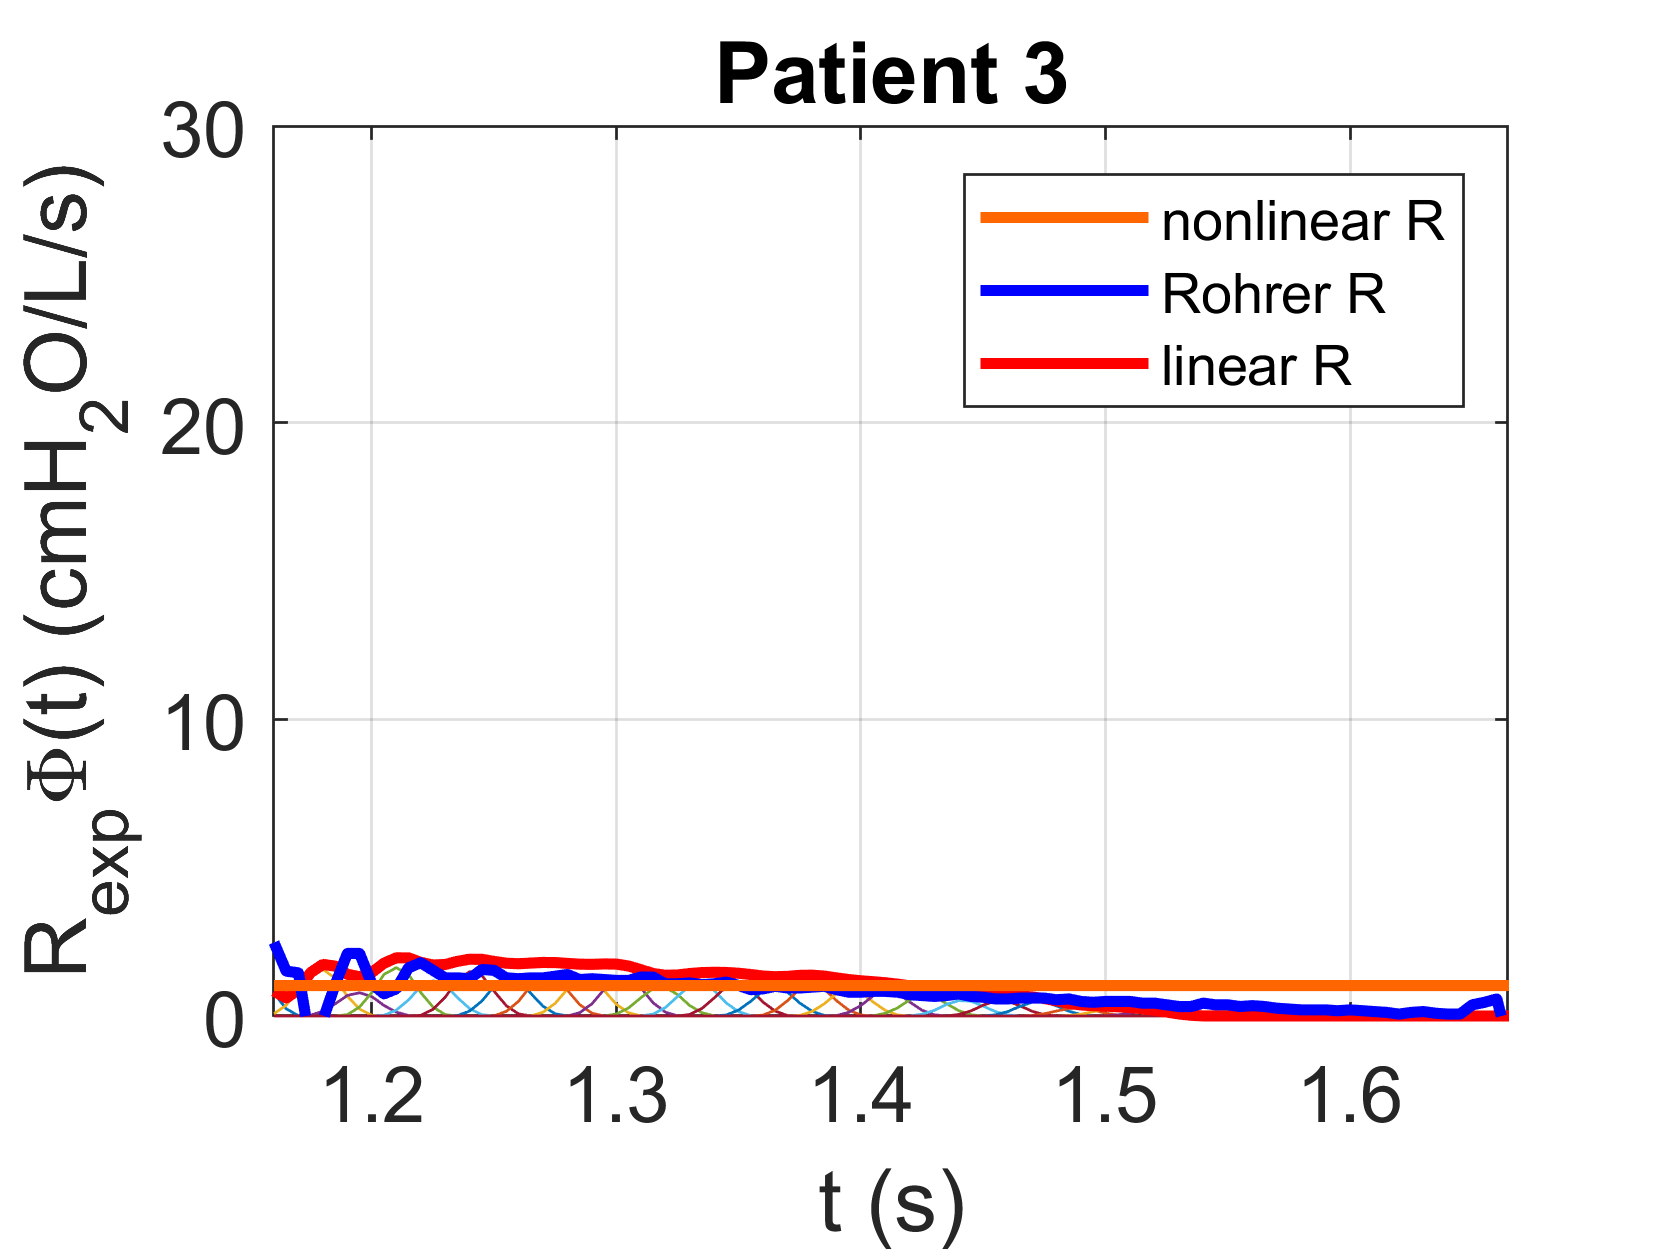 Patient 3
30
20
10
0
R_expΦ(t) (cmH₂O/L/s)
nonlinear R
Rohrer R
linear R
1.2 1.3 1.4 1.5 1.6
t (s)